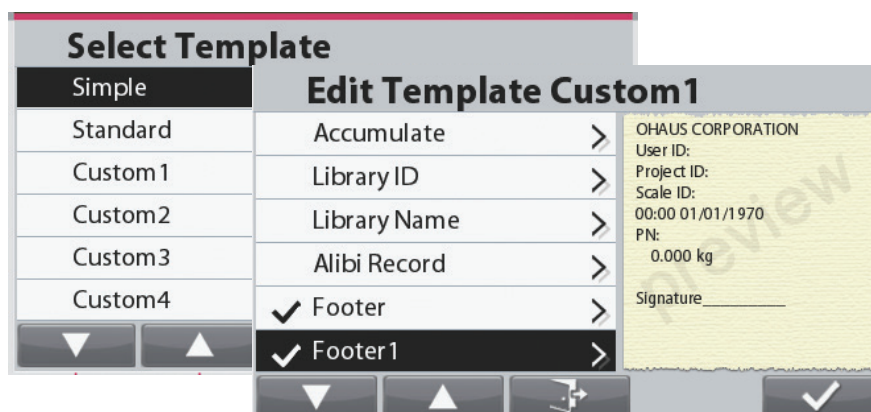 Select Template
Simple
Standard
Custom1
Custom2
Custom3
Custom4
Edit Template Custom1
Accumulate
Library ID
Library Name
Alibi Record
Footer
Footer1
OHAUS CORPORATION
User ID:
Project ID:
Scale ID:
00:00 01/01/1970
PN:
0.000 kg
Signature__________
preview